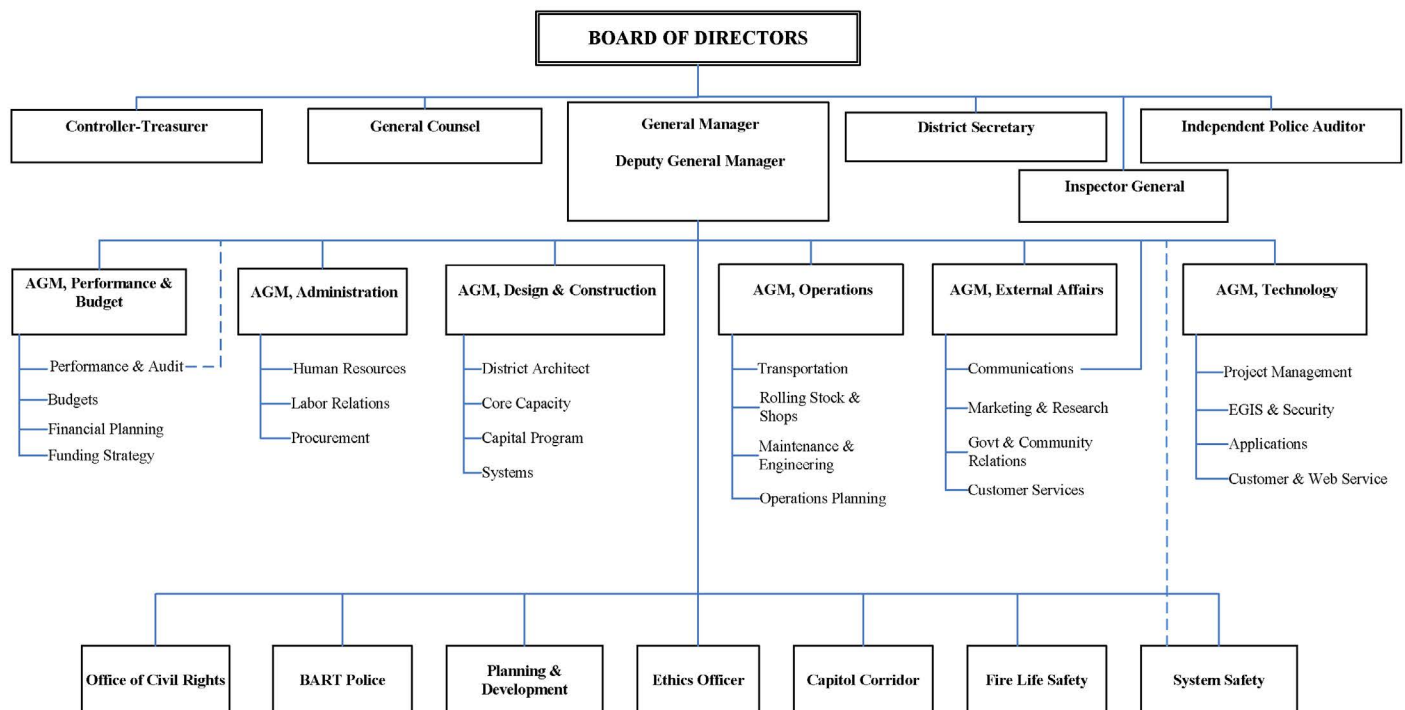 BOARD OF DIRECTORS
Controller-Treasurer
General Counsel
General Manager
Deputy General Manager
District Secretary
Independent Police Auditor
Inspector General
AGM, Performance &
Budget
Performance & Audit
Budgets
Financial Planning
Funding Strategy
AGM, Administration
Human Resources
Labor Relations
Procurement
AGM, Design & Construction
District Architect
Core Capacity
Capital Program
Systems
AGM, Operations
Transportation
Rolling Stock &
Shops
Maintenance &
Engineering
Operations Planning
AGM, External Affairs
Communications
Marketing & Research
Govt & Community
Relations
Customer Services
AGM, Technology
Project Management
EGIS & Security
Applications
Customer & Web Service
Office of Civil Rights
BART Police
Planning &
Development
Ethics Officer
Capitol Corridor
Fire Life Safety
System Safety